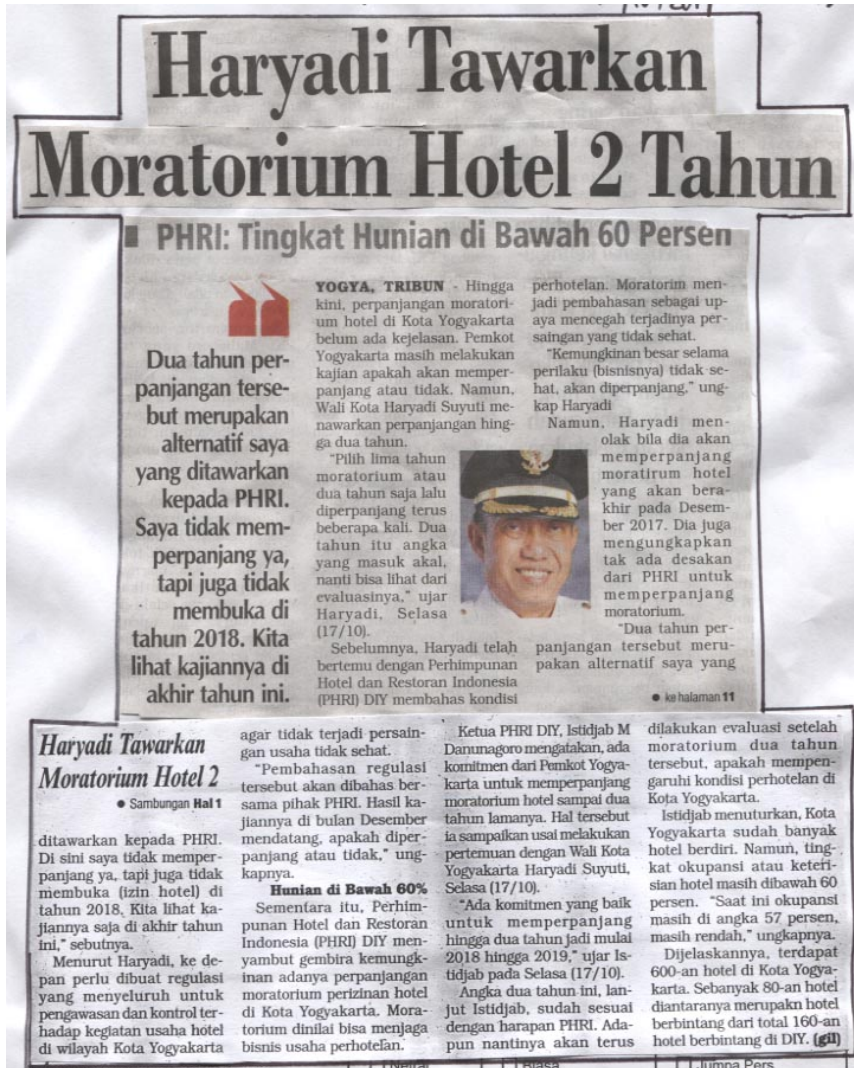 Haryadi Tawarkan
Moratorium Hotel 2 Tahun
PHRI: Tingkat Hunian di Bawah 60 Persen
Dua tahun per-
panjangan terse-
but merupakan
alternatif saya
yang ditawarkan
kepada PHRI.
Saya tidak mem-
perpanjang ya,
tapi juga tidak
membuka di
tahun 2018. Kita
lihat kajiannya di
akhir tahun ini.
YOGYA, TRIBUN - Hingga
kini, perpanjangan moratori-
um hotel di Kota Yogyakarta
belum ada kejelasan. Pemkot
Yogyakarta masih melakukan
kajian apakah akan memper-
panjang atau tidak. Namun,
Wali Kota Haryadi Suyuti me-
nawarkan perpanjangan hing-
ga dua tahun.
"Pilih lima tahun
moratorium atau
dua tahun saja lalu
diperpanjang terus
beberapa kali. Dua
tahun itu angka
yang masuk akal,
nanti bisa lihat dari
evaluasinya," ujar
Haryadi, Selasa
(17/10).
Sebelumnya, Haryadi telah
bertemu dengan Perhimpunan
Hotel dan Restoran Indonesia
(PHRI) DIY membahas kondisi
perhotelan. Moratorim men-
jadi pembahasan sebagai up-
aya mencegah terjadinya per-
saingan yang tidak sehat.
"Kemungkinan besar selama
perilaku (bisnisnya) tidak se-
hat, akan diperpanjang," ung-
kap Haryadi
Namun, Haryadi men-
olak bila dia akan
memperpanjang
moratirum hotel
yang akan bera-
khir pada Desem-
ber 2017. Dia juga
mengungkapkan
tak ada desakan
dari PHRI untuk
memperpanjang
moratorium.
"Dua tahun per-
panjangan tersebut meru-
pakan alternatif saya yang
● ke halaman 11
Haryadi Tawarkan
Moratorium Hotel 2
● Sambungan Hal 1
ditawarkan kepada PHRI.
Di sini saya tidak memper-
panjang ya, tapi juga tidak
membuka (izin hotel) di
tahun 2018. Kita lihat ka-
jiannya saja di akhir tahun
ini," sebutnya.
Menurut Haryadi, ke de-
pan perlu dibuat regulasi
yang menyeluruh untuk
pengawasan dan kontrol ter-
hadap kegiatan usaha hotel
di wilayah Kota Yogyakarta
agar tidak terjadi persain-
gan usaha tidak sehat.
"Pembahasan regulasi
tersebut akan dibahas ber-
sama pihak PHRI. Hasil ka-
jiannya di bulan Desember
mendatang, apakah diper-
panjang atau tidak," ung-
kapnya.
Hunian di Bawah 60%
Sementara itu, Perhim-
punan Hotel dan Restoran
Indonesia (PHRI) DIY men-
yambut gembira kemungk-
inan adanya perpanjangan
moratorium perizinan hotel
di Kota Yogyakarta. Mora-
torium dinilai bisa menjaga
bisnis usaha perhotelan.
Ketua PHRI DIY, Istidjab M
Danunagoro mengatakan, ada
komitmen dari Pemkot Yogya-
karta untuk memperpanjang
moratorium hotel sampai dua
tahun lamanya. Hal tersebut
ia sampaikan usai melakukan
pertemuan dengan Wali Kota
Yogyakarta Haryadi Suyuti,
Selasa (17/10).
"Ada komitmen yang baik
untuk memperpanjang
hingga dua tahun jadi mulai
2018 hingga 2019," ujar Is-
tidjab pada Selasa (17/10).
Angka dua tahun ini, lan-
jut Istidjab, sudah sesuai
dengan harapan PHRI. Ada-
pun nantinya akan terus
dilakukan evaluasi setelah
moratorium dua tahun
tersebut, apakah mempen-
garuhi kondisi perhotelan di
Kota Yogyakarta.
Istidjab menuturkan, Kota
Yogyakarta sudah banyak
hotel berdiri. Namun, ting-
kat okupansi atau keteri-
sian hotel masih dibawah 60
persen. "Saat ini okupansi
masih di angka 57 persen,
masih rendah," ungkapnya.
Dijelaskannya, terdapat
600-an hotel di Kota Yogya-
karta. Sebanyak 80-an hotel
diantaranya merupakn hotel
berbintang dari total 160-an
hotel berbintang di DIY. (gil)
Jumpa Pers